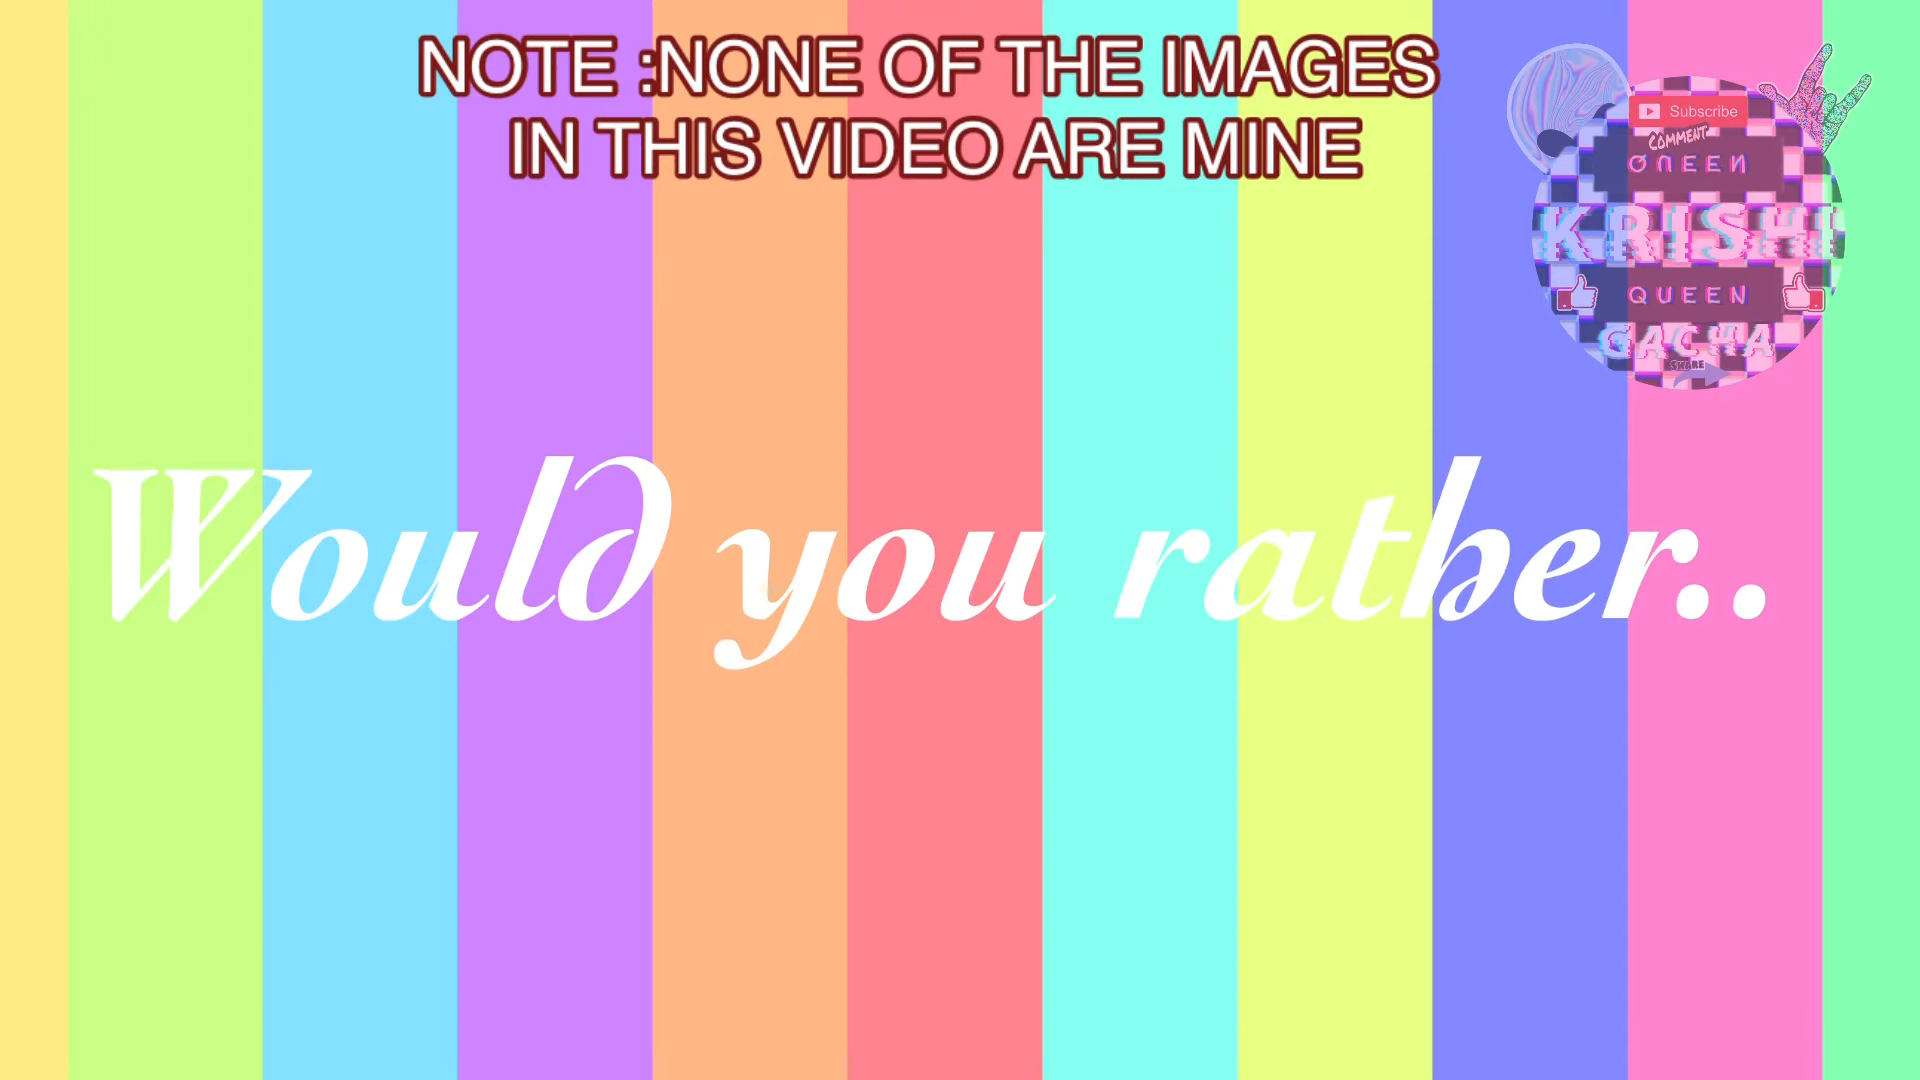 NOTE :NONE OF THE IMAGES
IN THIS VIDEO ARE MINE
Subscribe
COMMENT
QUEEN
KRISHI
QUEEN
GACHA
SHARE
Would you rather..